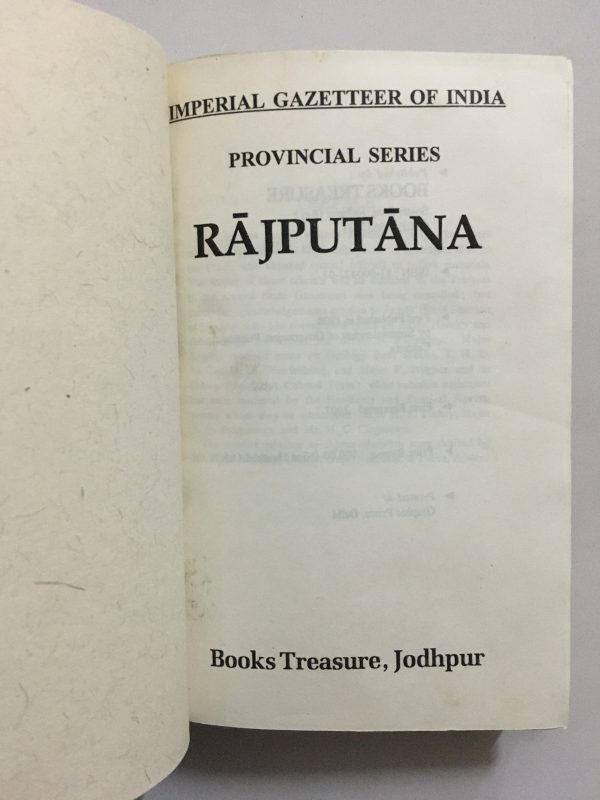 IMPERIAL GAZETTEER OF INDIA
PROVINCIAL SERIES
RĀJPUTĀNA
Books Treasure, Jodhpur